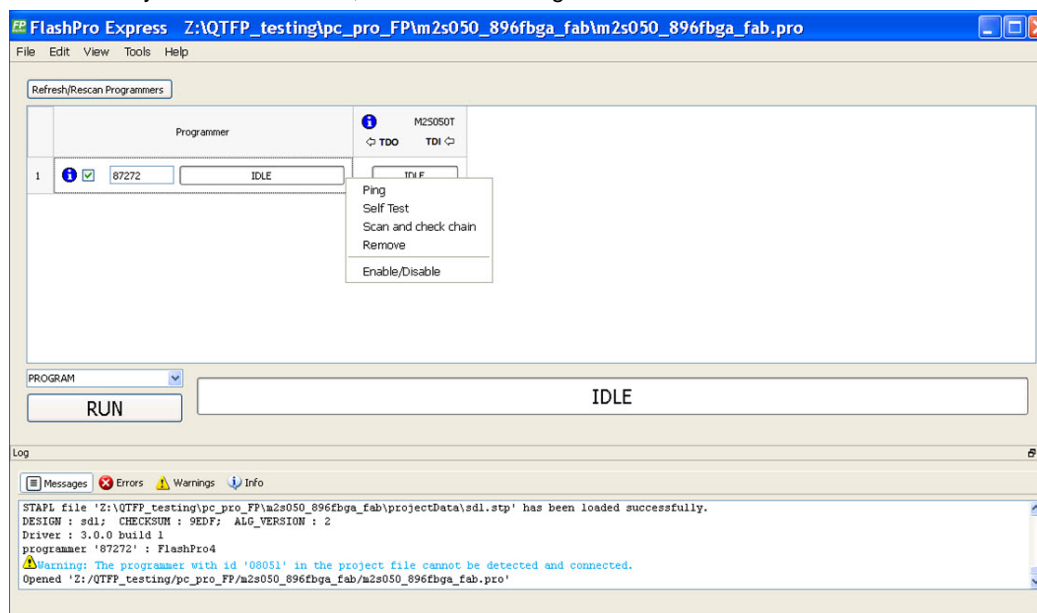 FlashPro Express Z:\QTFP_testing\pc_pro_FP\m2s050_896fbga_fab\m2s050_896fbga_fab.pro
File Edit View Tools Help
Refresh/Rescan Programmers
Programmer
M2S050T
TDO TDI
1 87272 IDLE IDLE
Ping
Self Test
Scan and check chain
Remove
Enable/Disable
PROGRAM
RUN
IDLE
Log
Messages Errors Warnings Info
STAPL file 'Z:\QTFP_testing\pc_pro_FP\m2s050_896fbga_fab\projectData\sdl.stp' has been loaded successfully.
DESIGN : sdl; CHECKSUM : 9EDF; ALG_VERSION : 2
Driver : 3.0.0 build 1
programmer '87272' : FlashPro4
Warning: The programmer with id '08051' in the project file cannot be detected and connected.
Opened 'Z:/QTFP_testing/pc_pro_FP/m2s050_896fbga_fab/m2s050_896fbga_fab.pro'